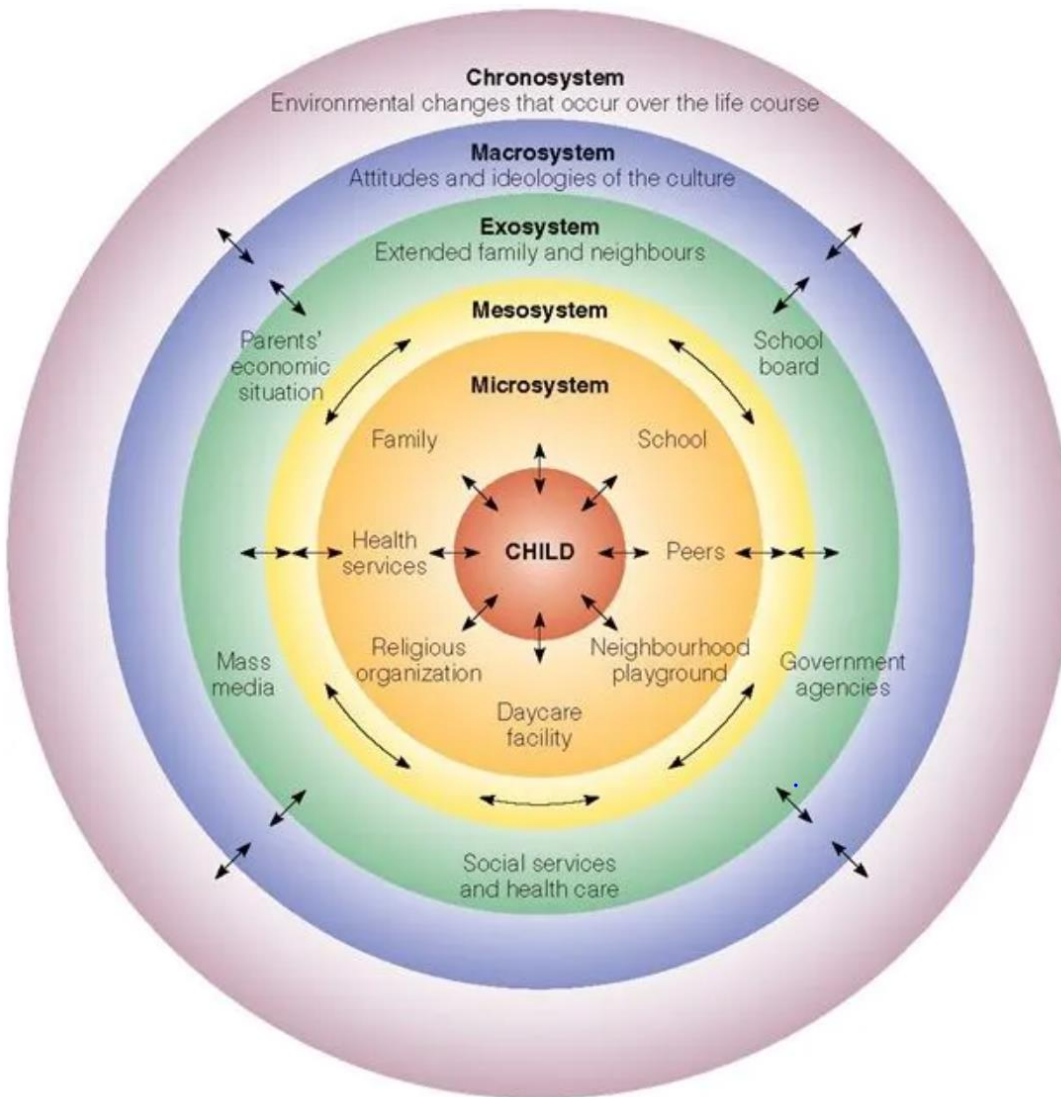 Chronosystem
Environmental changes that occur over the life course
Macrosystem
Attitudes and ideologies of the culture
Exosystem
Extended family and neighbours
Mesosystem
Parents'
economic
situation
School
board
Microsystem
Family
School
Health
services
CHILD
Peers
Religious
organization
Neighbourhood
playground
Mass
media
Government
agencies
Daycare
facility
Social services
and health care